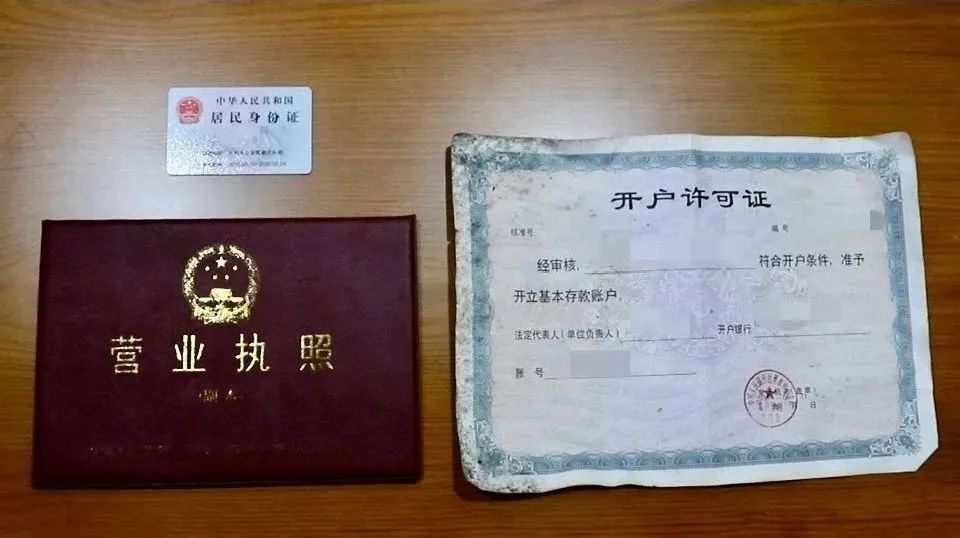 中华人民共和国
居民身份证
营业执照
(副本)
开户许可证
核准号:
编号
经审核, 符合开户条件, 准予
开立基本存款账户。
法定代表人(单位负责人) 开户银行
账 号